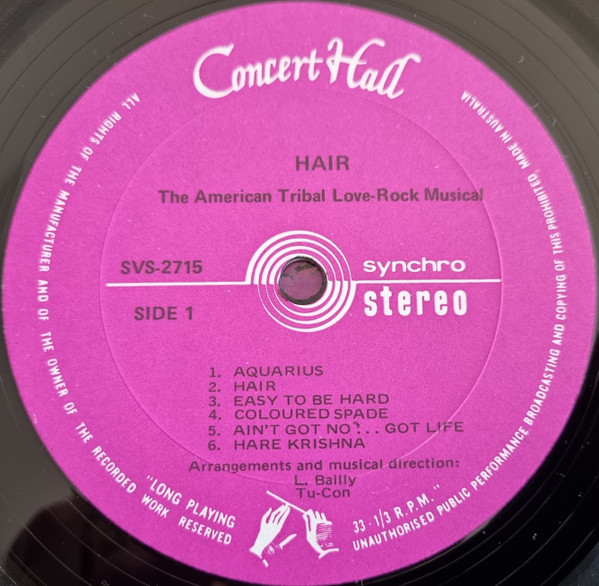 Concert Hall
HAIR
The American Tribal Love-Rock Musical
SVS-2715
synchro
SIDE 1
stereo
1. AQUARIUS
2. HAIR
3. EASY TO BE HARD
4. COLOURED SPADE
5. AIN'T GOT NO... GOT LIFE
6. HARE KRISHNA
Arrangements and musical direction:
L. Bailly
Tu-Con
"LONG PLAYING
33-1/3 R.P.M."
ALL RIGHTS OF THE MANUFACTURER AND OF THE OWNER OF THE RECORDED WORK RESERVED
UNAUTHORISED PUBLIC PERFORMANCE BROADCASTING AND COPYING OF THIS PROHIBITED, MADE IN AUSTRALIA